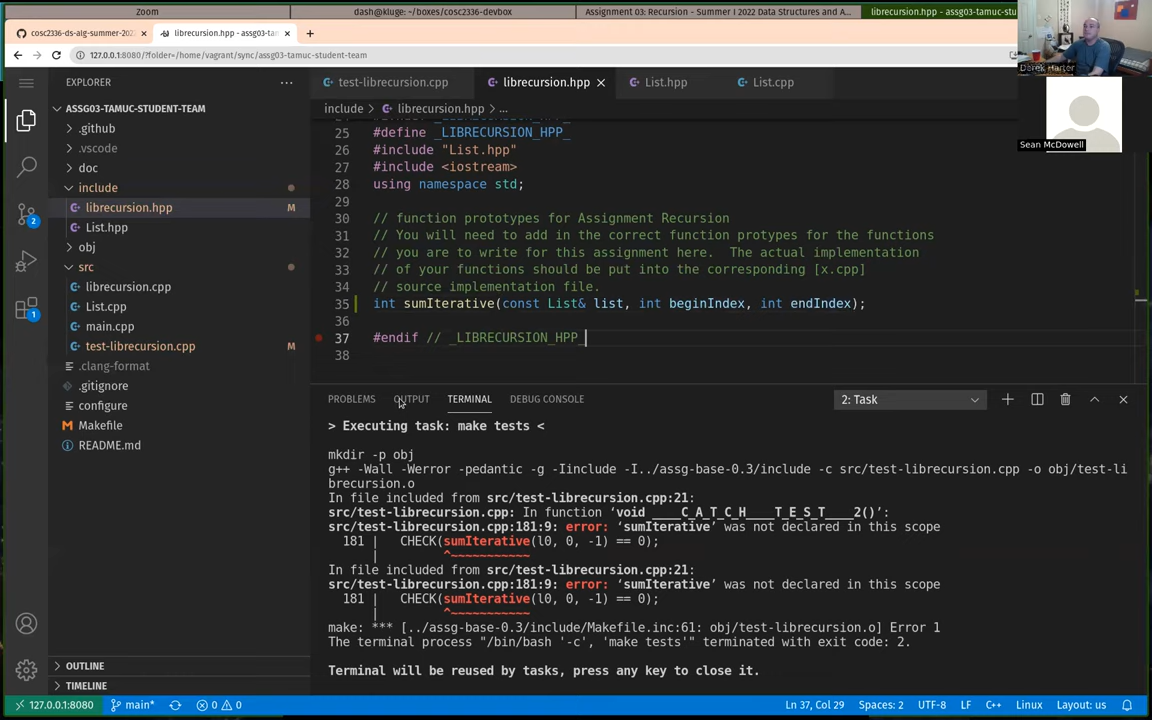 Zoom
dash@kluge: ~/boxes/cosc2336-devbox
Assignment 03: Recursion - Summer I 2022 Data Structures and A...
librecursion.hpp - assg03-tamuc-stu
cosc2336-ds-alg-summer-202
librecursion.hpp - assg03-ta
127.0.0.1:8080/?folder=/home/vagrant/sync/assg03-tamuc-student-team
Derek Harter
Sean McDowell
EXPLORER
ASSG03-TAMUC-STUDENT-TEAM
.github
.vscode
doc
include
librecursion.hpp M
List.hpp
obj
src
librecursion.cpp
List.cpp
main.cpp
test-librecursion.cpp M
.clang-format
.gitignore
configure
Makefile
README.md
OUTLINE
TIMELINE
2
1
test-librecursion.cpp
librecursion.hpp
List.hpp
List.cpp
include > librecursion.hpp > ...
25 #define _LIBRECURSION_HPP_
26 #include "List.hpp"
27 #include <iostream>
28 using namespace std;
29
30 // function prototypes for Assignment Recursion
31 // You will need to add in the correct function protypes for the functions
32 // you are to write for this assignment here.  The actual implementation
33 // of your functions should be put into the corresponding [x.cpp]
34 // source implementation file.
35 int sumIterative(const List& list, int beginIndex, int endIndex);
36
37 #endif // _LIBRECURSION_HPP_
38
PROBLEMS OUTPUT TERMINAL DEBUG CONSOLE 2: Task
> Executing task: make tests <
mkdir -p obj
g++ -Wall -Werror -pedantic -g -Iinclude -I../assg-base-0.3/include -c src/test-librecursion.cpp -o obj/test-li
brecursion.o
In file included from src/test-librecursion.cpp:21:
src/test-librecursion.cpp: In function ‘void ____C_A_T_C_H____T_E_S_T____2()’:
src/test-librecursion.cpp:181:9: error: ‘sumIterative’ was not declared in this scope
181 | CHECK(sumIterative(l0, 0, -1) == 0);
| ^~~~~~~~~~~~
In file included from src/test-librecursion.cpp:21:
src/test-librecursion.cpp:181:9: error: ‘sumIterative’ was not declared in this scope
181 | CHECK(sumIterative(l0, 0, -1) == 0);
| ^~~~~~~~~~~~
make: *** [../assg-base-0.3/include/Makefile.inc:61: obj/test-librecursion.o] Error 1
The terminal process "/bin/bash '-c', 'make tests'" terminated with exit code: 2.
Terminal will be reused by tasks, press any key to close it.
127.0.0.1:8080 main* 0 0 Ln 37, Col 29 Spaces: 2 UTF-8 LF C++ Linux Layout: us